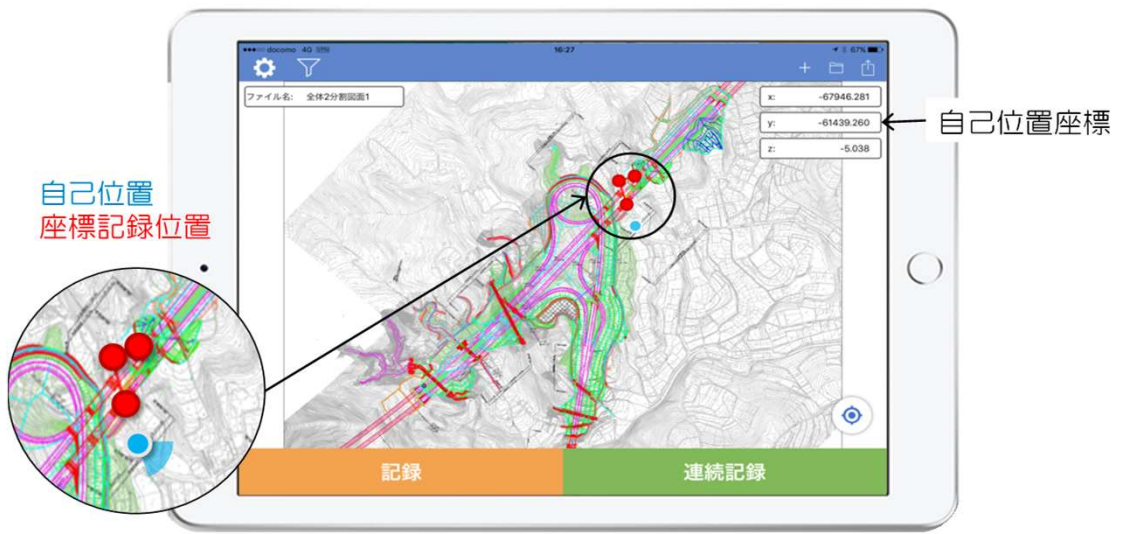 docomo 4G 16:27 67%
ファイル名: 全体2分割図面1
x: -67946.281
y: -61439.260
z: -5.038
自己位置座標
自己位置
座標記録位置
記録
連続記録